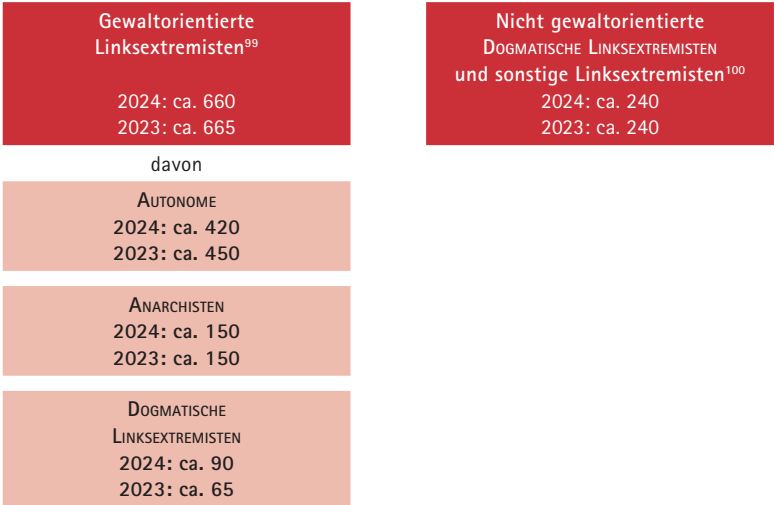 Gewaltorientierte
Linksextremisten⁹⁹
2024: ca. 660
2023: ca. 665
davon
Autonome
2024: ca. 420
2023: ca. 450
Anarchisten
2024: ca. 150
2023: ca. 150
Dogmatische
Linksextremisten
2024: ca. 90
2023: ca. 65
Nicht gewaltorientierte
Dogmatische Linksextremisten
und sonstige Linksextremisten¹⁰⁰
2024: ca. 240
2023: ca. 240